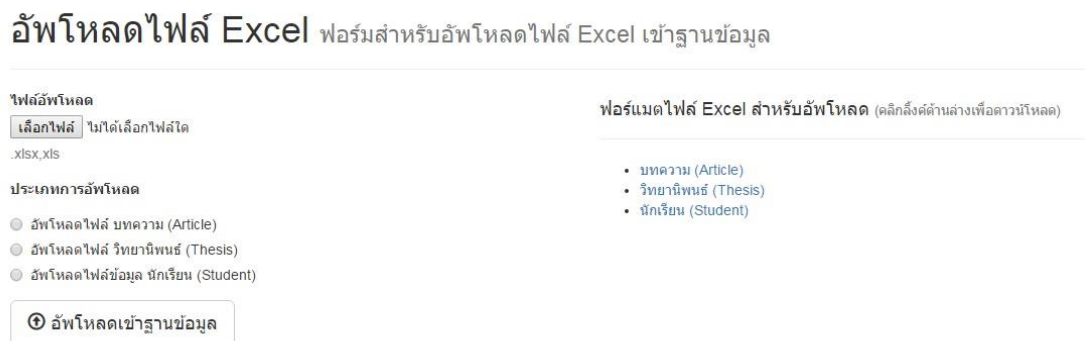 อัพโหลดไฟล์ Excel ฟอร์มสำหรับอัพโหลดไฟล์ Excel เข้าฐานข้อมูล
ไฟล์อัพโหลด
เลือกไฟล์ ไม่ได้เลือกไฟล์ใด
.xlsx,xls
ประเภทการอัพโหลด
อัพโหลดไฟล์ บทความ (Article)
อัพโหลดไฟล์ วิทยานิพนธ์ (Thesis)
อัพโหลดไฟล์ข้อมูล นักเรียน (Student)
อัพโหลดเข้าฐานข้อมูล
ฟอร์แมตไฟล์ Excel สำหรับอัพโหลด (คลิกลิ้งค์ด้านล่างเพื่อดาวน์โหลด)
บทความ (Article)
วิทยานิพนธ์ (Thesis)
นักเรียน (Student)